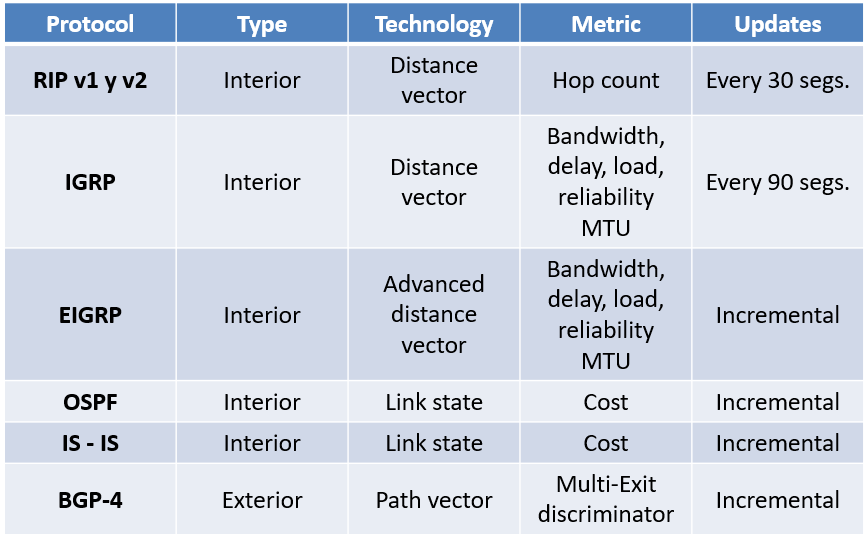 Protocol Type Technology Metric Updates
RIP v1 y v2 Interior Distance vector Hop count Every 30 segs.
IGRP Interior Distance vector Bandwidth, delay, load, reliability MTU Every 90 segs.
EIGRP Interior Advanced distance vector Bandwidth, delay, load, reliability MTU Incremental
OSPF Interior Link state Cost Incremental
IS - IS Interior Link state Cost Incremental
BGP-4 Exterior Path vector Multi-Exit discriminator Incremental